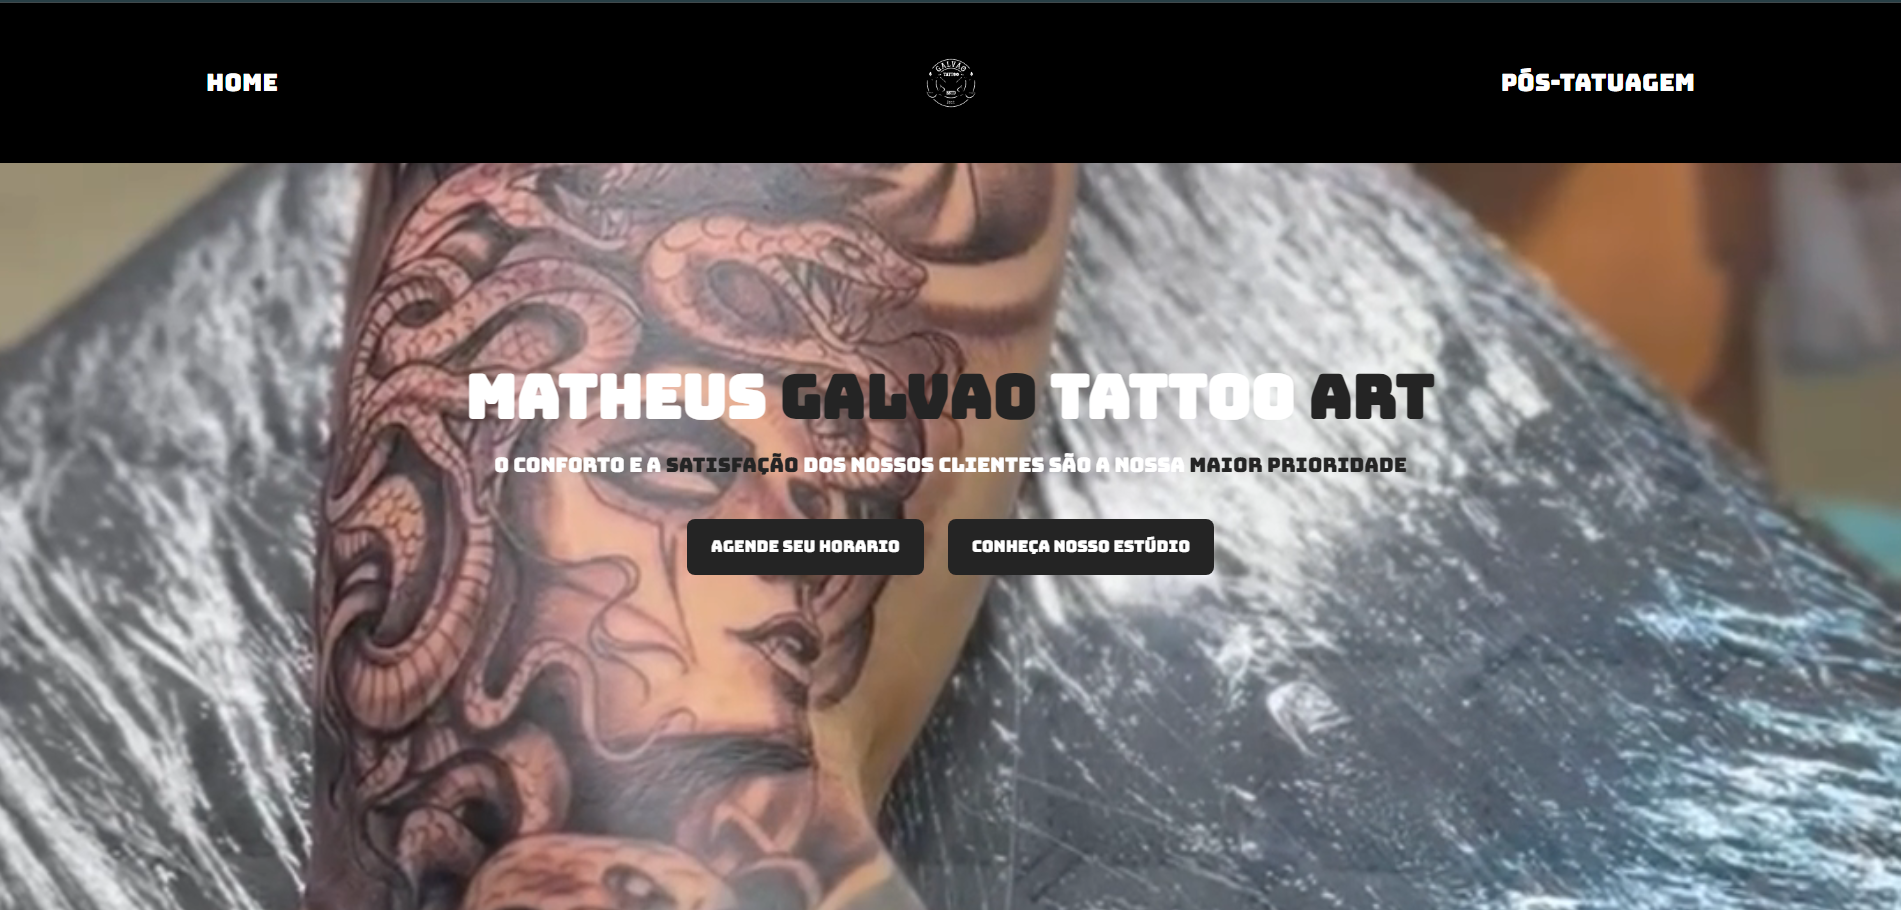 HOME
GALVAO
TATTOO
PÓS-TATUAGEM
MATHEUS GALVAO TATTOO ART
O CONFORTO E A SATISFAÇÃO DOS NOSSOS CLIENTES SÃO A NOSSA MAIOR PRIORIDADE
AGENDE SEU HORARIO
CONHEÇA NOSSO ESTÚDIO